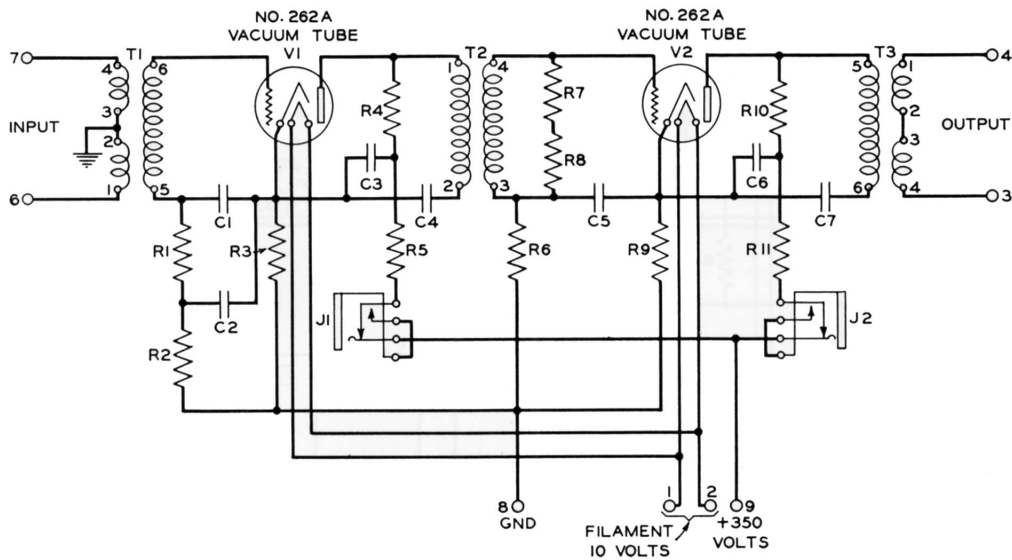 NO. 262A
VACUUM TUBE
V1
NO. 262A
VACUUM TUBE
V2
7
T1
4
6
3
2
1
5
INPUT
6
R4
C3
T2
1
4
2
3
R7
R8
R10
C6
T3
5
1
2
3
6
4
4
OUTPUT
3
C1
C4
C5
C7
R1
R3
R5
R6
R9
R11
C2
R2
J1
J2
8
GND
1
2
9
FILAMENT
10 VOLTS
+350
VOLTS